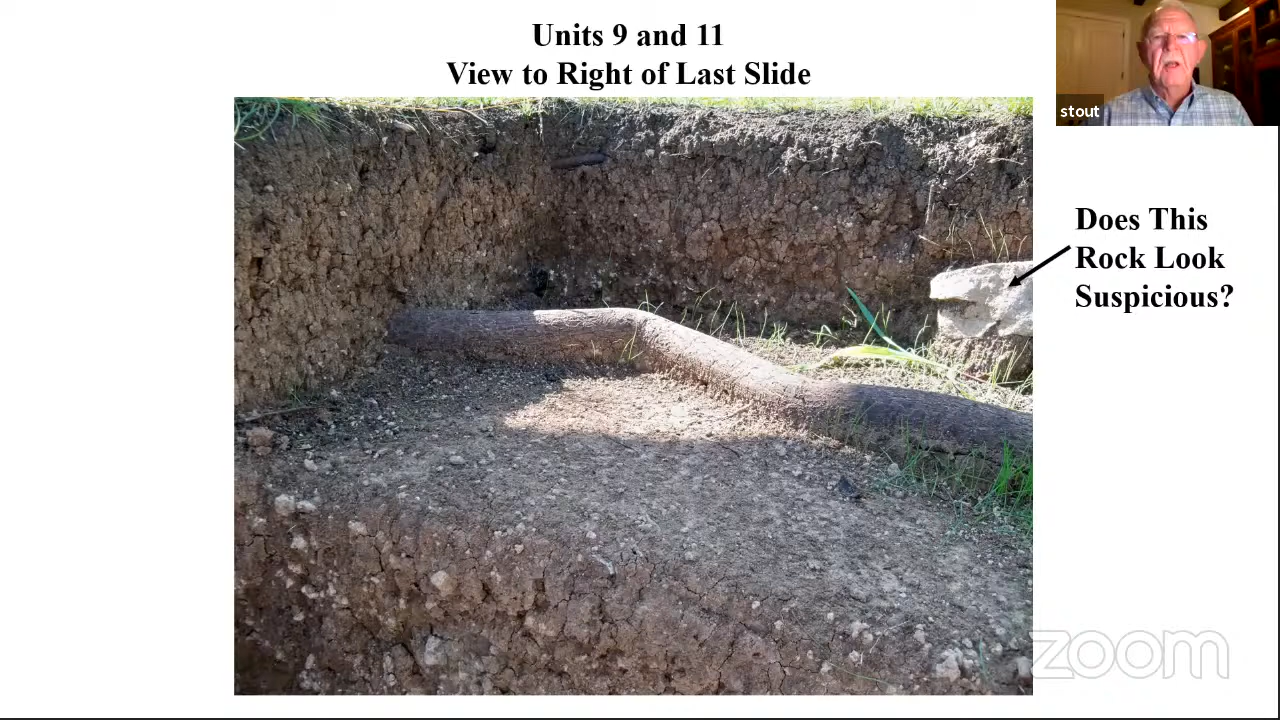 Units 9 and 11
View to Right of Last Slide
stout
Does This
Rock Look
Suspicious?
zoom